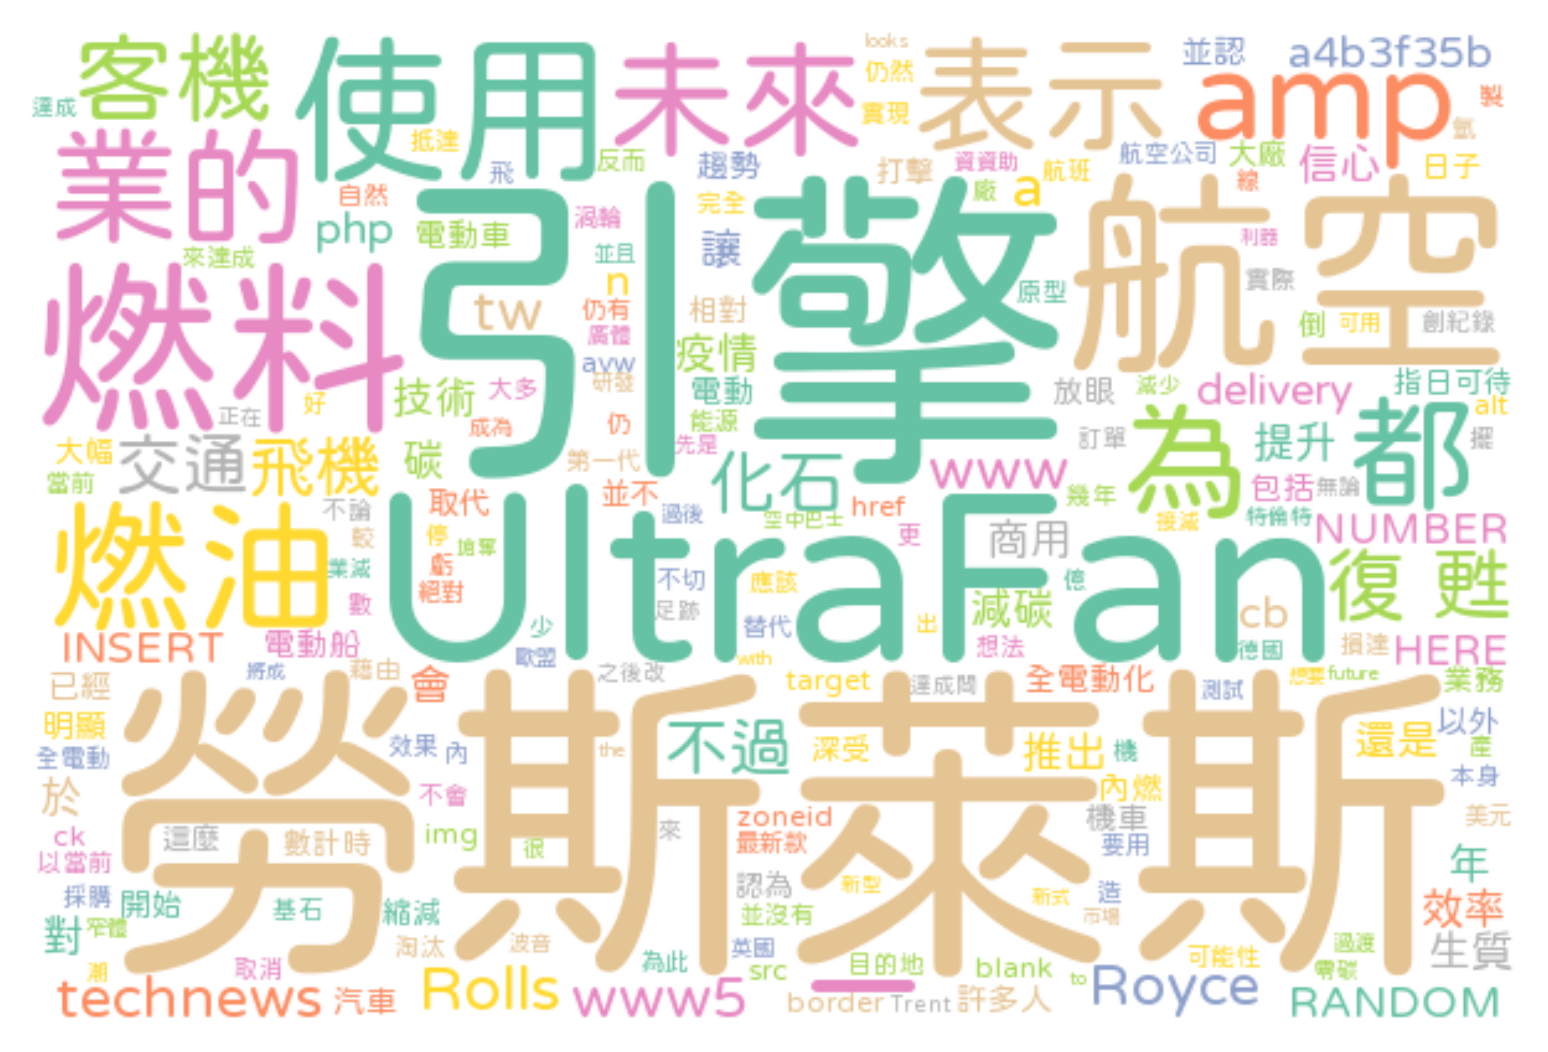 客機
使用
未來
looks
仍然
表示
並認
a4b3f35b
達成
抵達
實現
amp
製
氫
業的
飛
反而
趨勢
打擊
資資助
航班
航空公司
大廠
信心
日子
自然
php
電動車
渦輪
完全
廠
a
線
來達成
並且
讓
引擎
航空
利器
實際
燃料
tw
n
仍有
廣體
相對
原型
倒
可用
創紀錄
疫情
技術
大多
avw
研發
電動
放眼
減少
delivery
指日可待
正在
好
成為
仍
能源
先是
訂單
為
提升
都
alt
擺
大幅
當前
交通
飛機
碳
第一代
化石
www
幾年
包括
無論
不論
取代
並不
過後
空中巴士
href
更
接減
特倫特
NUMBER
燃油
較
停
搶奪
UltraFan
商用
復甦
業減
虧
絕對
數
不切
足跡
應該
減碳
億
cb
INSERT
電動船
少
歐盟
替代
出
想法
德國
損達
HERE
已經
將成
藉由
會
之後改
with
target
達成閆
全電動化
測試
想要
future
業務
明顯
全電動
勞斯萊斯
效果
內
the
不過
深受
推出
機
還是
以外
產
於
不會
內燃
本身
ck
以當前
這麼
數計時
img
很
來
zoneid
最新款
機車
要用
美元
年
採購
開始
基石
縮減
認為
新型
新式
造
效率
對
窄體
淘汰
波音
並沒有
市場
過渡
生質
潮
取消
為此
英國
src
目的地
blank
to
可能性
零碳
technews
汽車
Rolls
www5
_
border
Trent
許多人
Royce
RANDOM